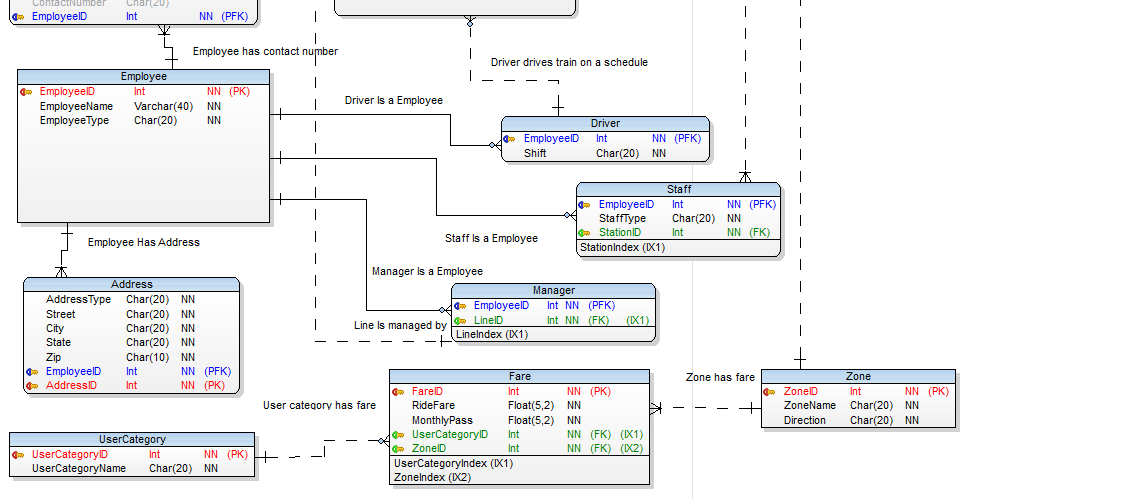 ContactNumber Char(20)
EmployeeID Int NN (PFK)
Employee has contact number
Driver drives train on a schedule
Employee
EmployeeID Int NN (PK)
EmployeeName Varchar(40) NN
EmployeeType Char(20) NN
Driver Is a Employee
Driver
EmployeeID Int NN (PFK)
Shift Char(20) NN
Staff
EmployeeID Int NN (PFK)
StaffType Char(20) NN
StationID Int NN (FK)
StationIndex (IX1)
Staff Is a Employee
Employee Has Address
Manager Is a Employee
Address
AddressType Char(20) NN
Street Char(20) NN
City Char(20) NN
State Char(20) NN
Zip Char(10) NN
EmployeeID Int NN (PFK)
AddressID Int NN (PK)
Manager
EmployeeID Int NN (PFK)
LineID Int NN (FK) (IX1)
LineIndex (IX1)
Line Is managed by
Fare
FareID Int NN (PK)
RideFare Float(5,2) NN
MonthlyPass Float(5,2) NN
UserCategoryID Int NN (FK) (IX1)
ZoneID Int NN (FK) (IX2)
UserCategoryIndex (IX1)
ZoneIndex (IX2)
Zone has fare
Zone
ZoneID Int NN (PK)
ZoneName Char(20) NN
Direction Char(20) NN
User category has fare
UserCategory
UserCategoryID Int NN (PK)
UserCategoryName Char(20) NN